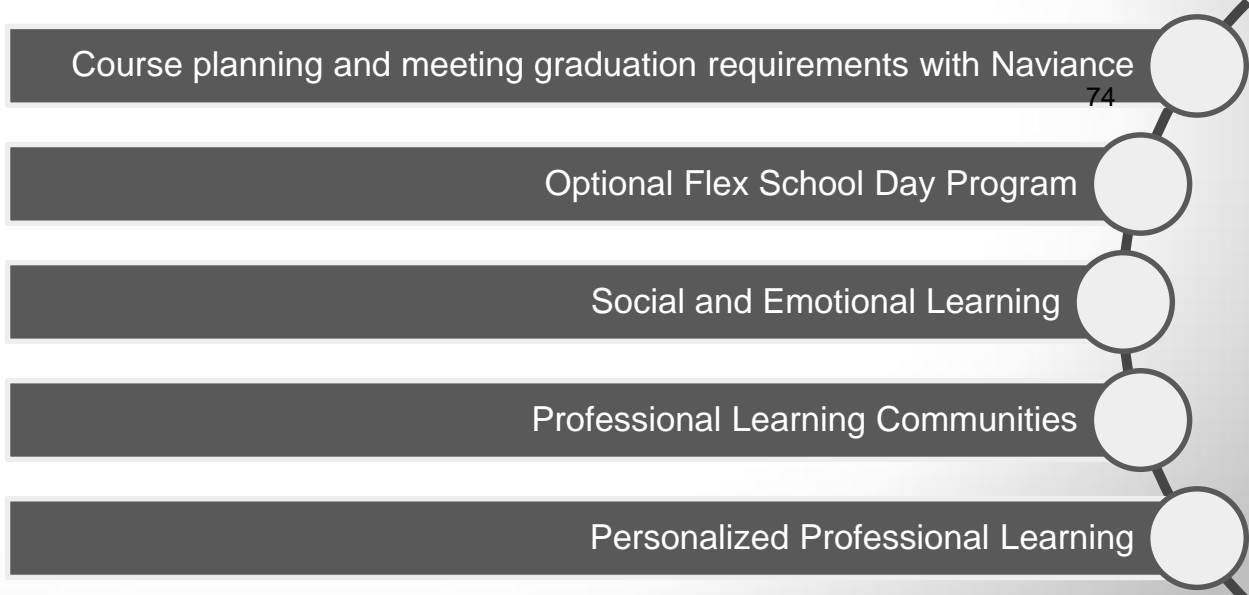 Course planning and meeting graduation requirements with Naviance
74
Optional Flex School Day Program
Social and Emotional Learning
Professional Learning Communities
Personalized Professional Learning